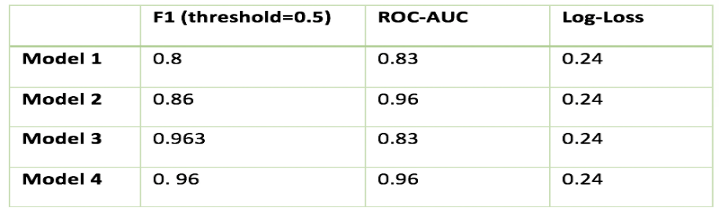 F1 (threshold=0.5) ROC-AUC Log-Loss
Model 1 0.8 0.83 0.24
Model 2 0.86 0.96 0.24
Model 3 0.963 0.83 0.24
Model 4 0. 96 0.96 0.24